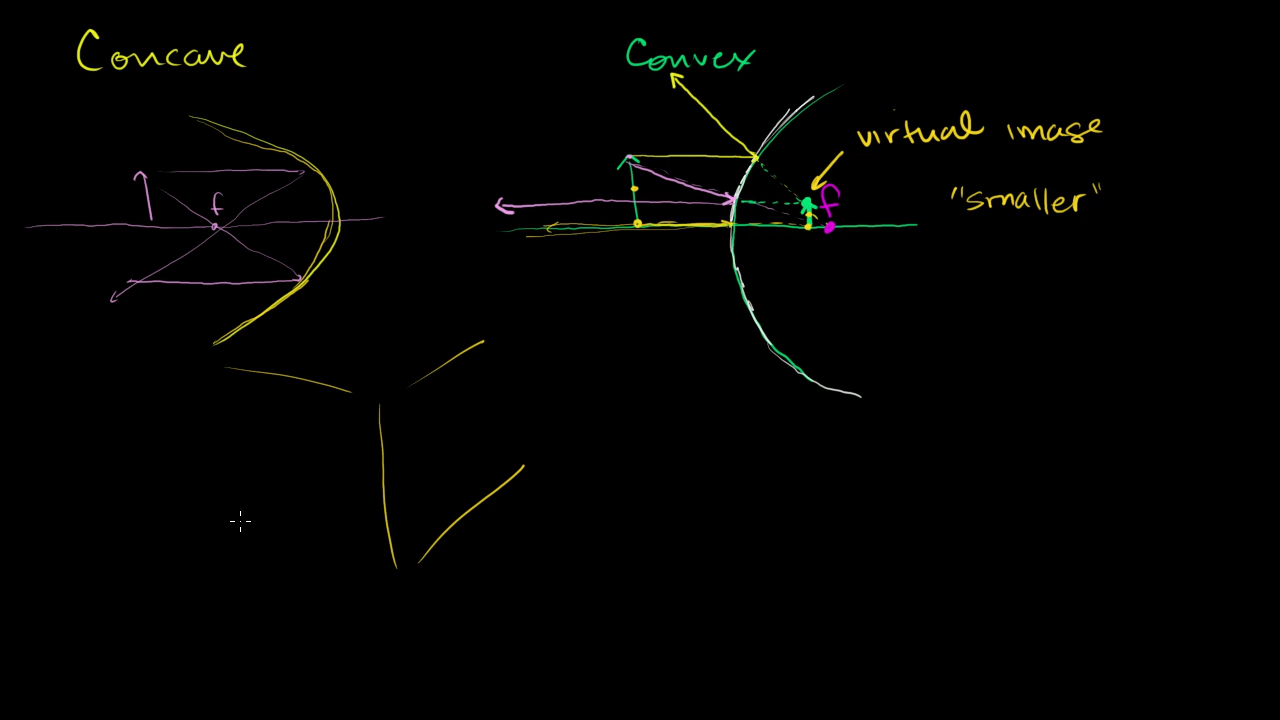 Concave
Convex
virtual image
"smaller"
f
f